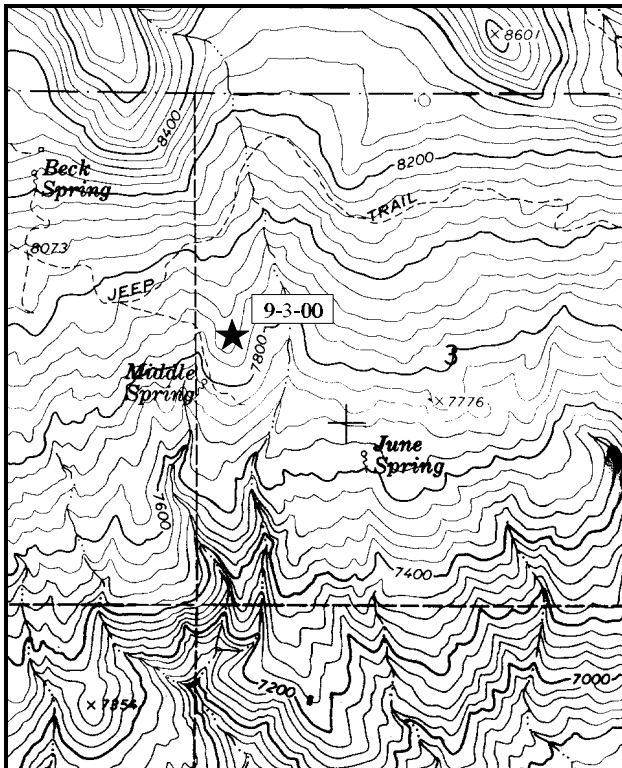 × 8601
8400
8200
Beck
Spring
TRAIL
8073
JEEP
9-3-00
7800
3
Middle
Spring
× 7776
June
Spring
7600
7400
7200
7000
× 7354